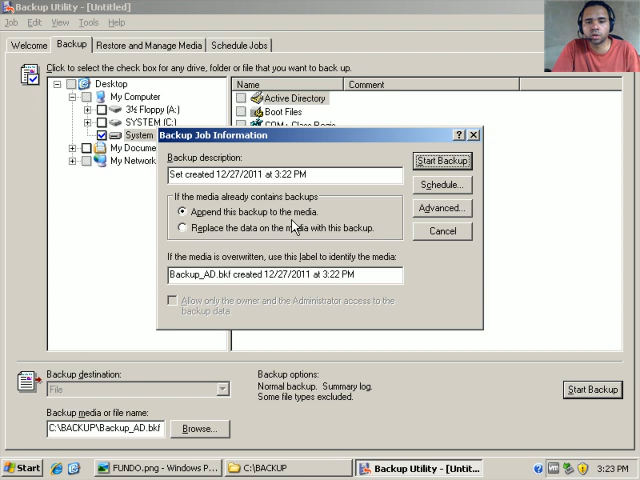 Backup Utility - [Untitled]
Job Edit View Tools Help
Welcome Backup Restore and Manage Media Schedule Jobs
Click to select the check box for any drive, folder or file that you want to back up.
Desktop
My Computer
3½ Floppy (A:)
SYSTEM (C:)
System
My Docume
My Network
Name Comment
Active Directory
Boot Files
COM+ Class Regis
Backup Job Information
Backup description:
Set created 12/27/2011 at 3:22 PM
If the media already contains backups
Append this backup to the media.
Replace the data on the media with this backup.
If the media is overwritten, use this label to identify the media:
Backup_AD.bkf created 12/27/2011 at 3:22 PM
Allow only the owner and the Administrator access to the
backup data.
Start Backup
Schedule...
Advanced...
Cancel
Backup destination:
File
Backup media or file name:
C:\BACKUP\Backup_AD.bkf Browse...
Backup options:
Normal backup. Summary log.
Some file types excluded.
Start Backup
Start FUNDO.png - Windows P... C:\BACKUP Backup Utility - [Untit... 3:23 PM